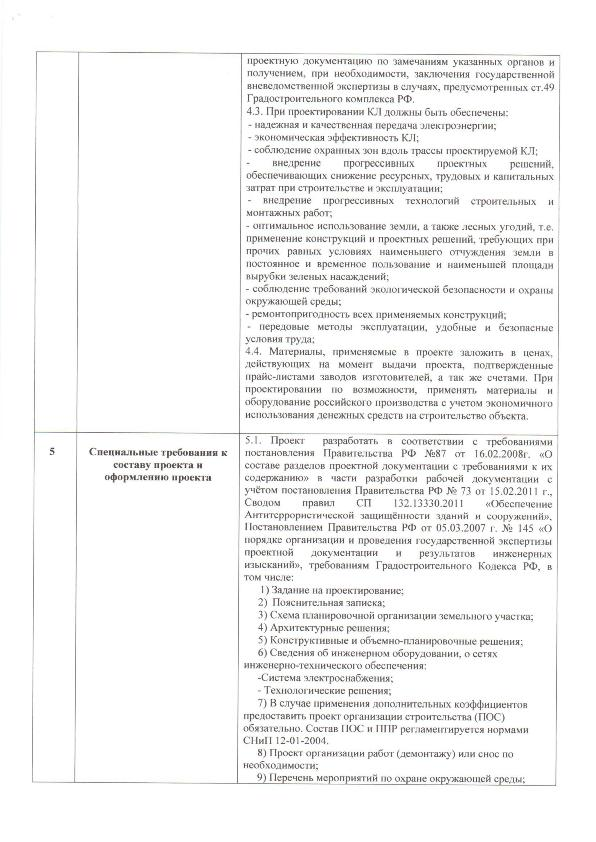 проектную документацию по замечаниям указанных органов и
получением, при необходимости, заключения государственной
вневедомственной экспертизы в случаях, предусмотренных ст.49
Градостроительного комплекса РФ.
4.3. При проектировании КЛ должны быть обеспечены:
- надежная и качественная передача электроэнергии;
- экономическая эффективность КЛ;
- соблюдение охранных зон вдоль трассы проектируемой КЛ;
- внедрение прогрессивных проектных решений,
обеспечивающих снижение ресурсных, трудовых и капитальных
затрат при строительстве и эксплуатации;
- внедрение прогрессивных технологий строительных и
монтажных работ;
- оптимальное использование земли, а также лесных угодий, т.е.
применение конструкций и проектных решений, требующих при
прочих равных условиях наименьшего отчуждения земли в
постоянное и временное пользование и наименьшей площади
вырубки зеленых насаждений;
- соблюдение требований экологической безопасности и охраны
окружающей среды;
- ремонтопригодность всех применяемых конструкций;
- передовые методы эксплуатации, удобные и безопасные
условия труда;
4.4. Материалы, применяемые в проекте заложить в ценах,
действующих на момент выдачи проекта, подтвержденные
прайс-листами заводов изготовителей, а так же счетами. При
проектировании по возможности, применять материалы и
оборудование российского производства с учетом экономичного
использования денежных средств на строительство объекта.
5
Специальные требования к
составу проекта и
оформлению проекта
5.1. Проект разработать в соответствии с требованиями
постановления Правительства РФ №87 от 16.02.2008г. «О
составе разделов проектной документации с требованиями к их
содержанию» в части разработки рабочей документации с
учётом постановления Правительства РФ № 73 от 15.02.2011 г.,
Сводом правил СП 132.13330.2011 «Обеспечение
Антитеррористической защищённости зданий и сооружений»,
Постановлением Правительства РФ от 05.03.2007 г. № 145 «О
порядке организации и проведения государственной экспертизы
проектной документации и результатов инженерных
изысканий», требованиям Градостроительного Кодекса РФ, в
том числе:
1) Задание на проектирование;
2) Пояснительная записка;
3) Схема планировочной организации земельного участка;
4) Архитектурные решения;
5) Конструктивные и объемно-планировочные решения;
6) Сведения об инженерном оборудовании, о сетях
инженерно-технического обеспечения:
-Система электроснабжения;
- Технологические решения;
7) В случае применения дополнительных коэффициентов
предоставить проект организации строительства (ПОС)
обязательно. Состав ПОС и ППР регламентируется нормами
СНиП 12-01-2004.
8) Проект организации работ (демонтажу) или снос по
необходимости;
9) Перечень мероприятий по охране окружающей среды;